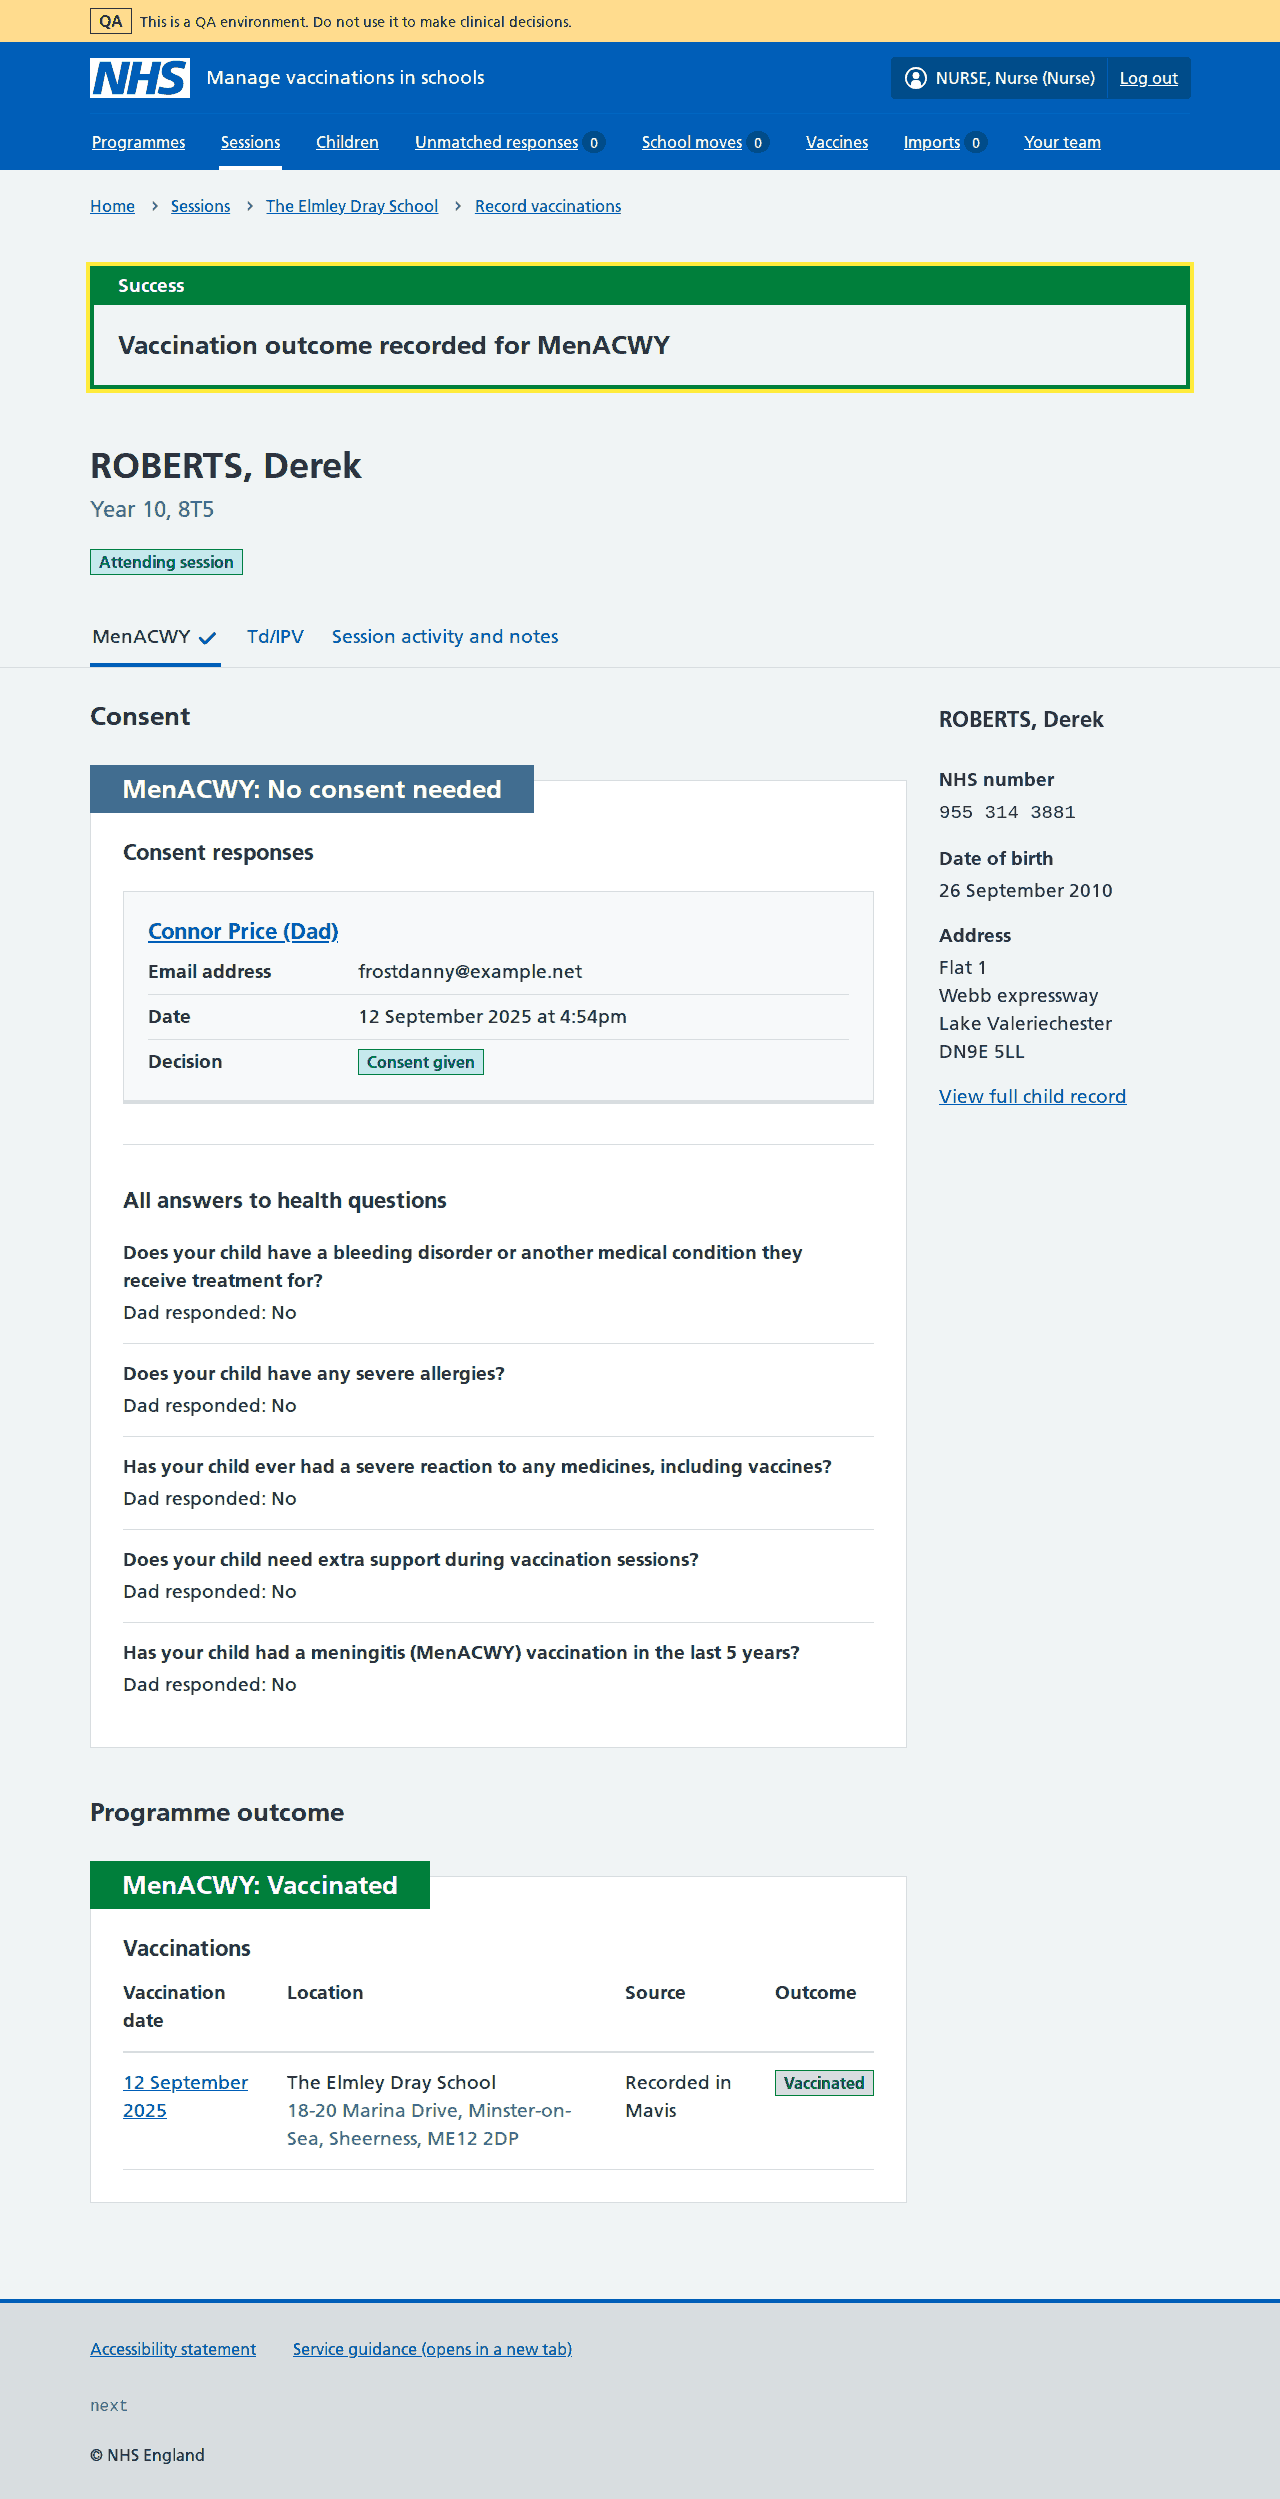 QA This is a QA environment. Do not use it to make clinical decisions.
NHS Manage vaccinations in schools NURSE, Nurse (Nurse) Log out
Programmes Sessions Children Unmatched responses 0 School moves 0 Vaccines Imports 0 Your team
Home Sessions The Elmley Dray School Record vaccinations
Success
Vaccination outcome recorded for MenACWY
ROBERTS, Derek
Year 10, 8T5
Attending session
MenACWY Td/IPV Session activity and notes
Consent
MenACWY: No consent needed
Consent responses
Connor Price (Dad)
Email address frostdanny@example.net
Date 12 September 2025 at 4:54pm
Decision Consent given
All answers to health questions
Does your child have a bleeding disorder or another medical condition they
receive treatment for?
Dad responded: No
Does your child have any severe allergies?
Dad responded: No
Has your child ever had a severe reaction to any medicines, including vaccines?
Dad responded: No
Does your child need extra support during vaccination sessions?
Dad responded: No
Has your child had a meningitis (MenACWY) vaccination in the last 5 years?
Dad responded: No
ROBERTS, Derek
NHS number
955 314 3881
Date of birth
26 September 2010
Address
Flat 1
Webb expressway
Lake Valeriechester
DN9E 5LL
View full child record
Programme outcome
MenACWY: Vaccinated
Vaccinations
Vaccination
date
Location
Source
Outcome
12 September
2025
The Elmley Dray School
18-20 Marina Drive, Minster-on-
Sea, Sheerness, ME12 2DP
Recorded in
Mavis
Vaccinated
Accessibility statement Service guidance (opens in a new tab)
next
© NHS England